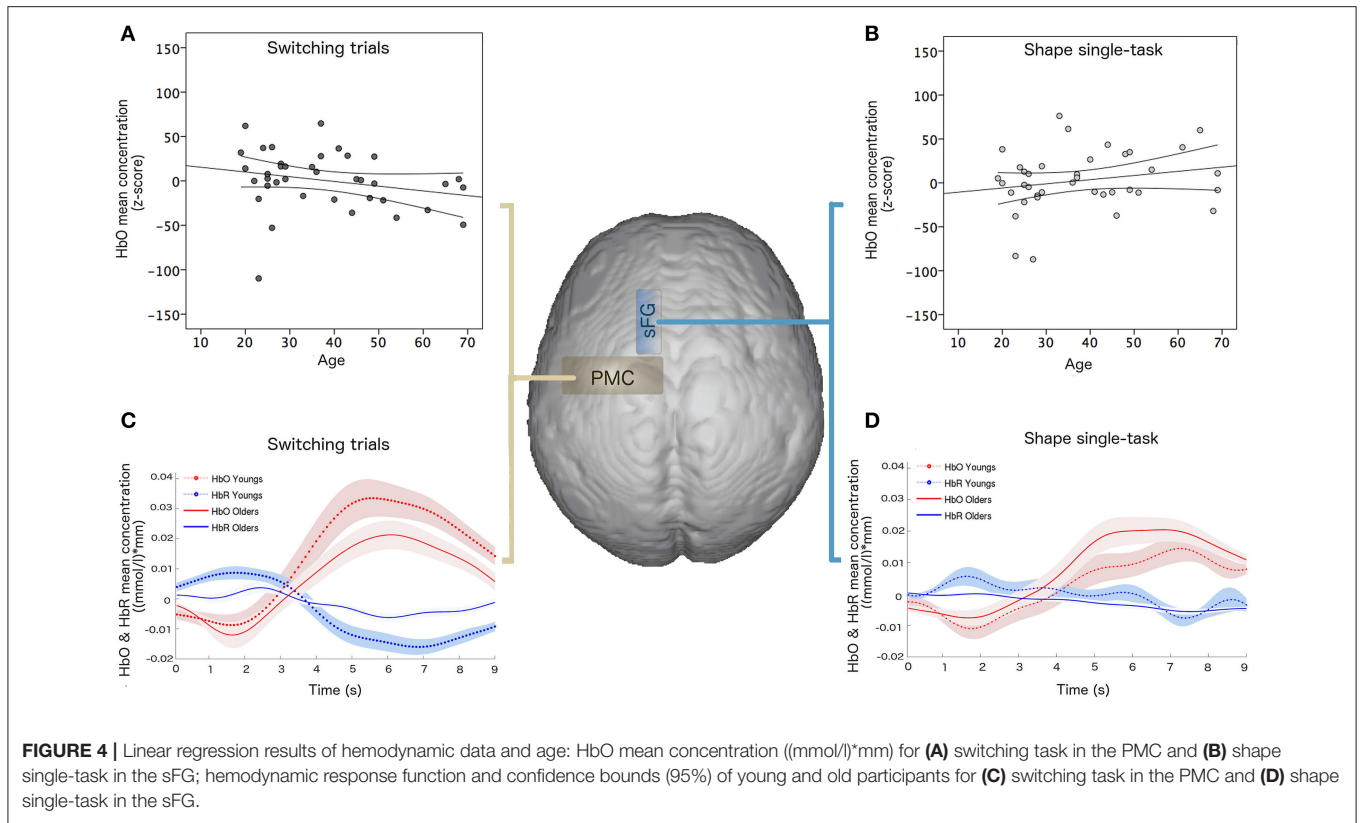 A
Switching trials
HbO mean concentration
(z-score)
150
100
50
0
−50
−100
−150
10 20 30 40 50 60 70
Age
B
Shape single-task
HbO mean concentration
(z-score)
150
100
50
0
−50
−100
−150
10 20 30 40 50 60 70
Age
sFG
PMC
C
Switching trials
HbO & HbR mean concentration
((mmol/l)*mm)
0.04
0.03
0.02
0.01
0
-0.01
-0.02
HbO Youngs
HbR Youngs
HbO Olders
HbR Olders
0 1 2 3 4 5 6 7 8 9
Time (s)
D
Shape single-task
HbO & HbR mean concentration
((mmol/l)*mm)
0.04
0.03
0.02
0.01
0
-0.01
-0.02
HbO Youngs
HbR Youngs
HbO Olders
HbR Olders
0 1 2 3 4 5 6 7 8 9
Time (s)
FIGURE 4 | Linear regression results of hemodynamic data and age: HbO mean concentration ((mmol/l)*mm) for (A) switching task in the PMC and (B) shape
single-task in the sFG; hemodynamic response function and confidence bounds (95%) of young and old participants for (C) switching task in the PMC and (D) shape
single-task in the sFG.